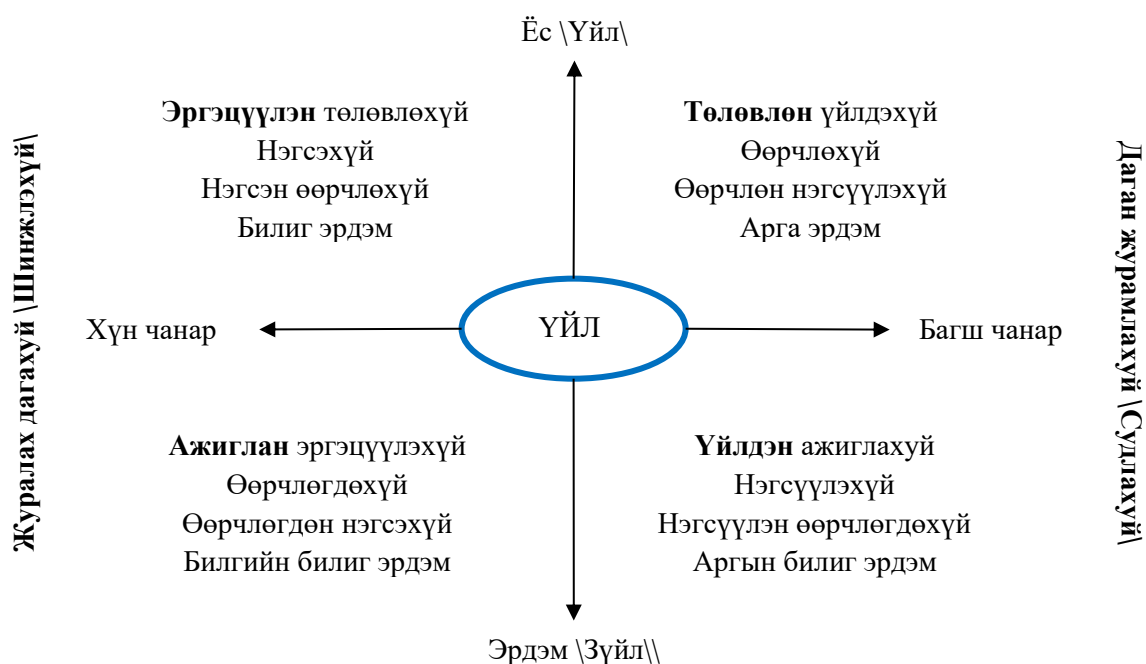 Ёс \Үйл\
Эргэцүүлэн төлөвлөхүй
Нэгсэхүй
Нэгсэн өөрчлөхүй
Билиг эрдэм
Төлөвлөн үйлдэхүй
Өөрчлөхүй
Өөрчлөн нэгсүүлэхүй
Арга эрдэм
Журалах дагахуй \Шинжлэхүй\
Даган журамлахуй \Судлахуй\
Хүн чанар
ҮЙЛ
Багш чанар
Ажиглан эргэцүүлэхүй
Өөрчлөгдөхүй
Өөрчлөгдөн нэгсэхүй
Билгийн билиг эрдэм
Үйлдэн ажиглахуй
Нэгсүүлэхүй
Нэгсүүлэн өөрчлөгдөхүй
Аргын билиг эрдэм
Эрдэм \Зүйл\\